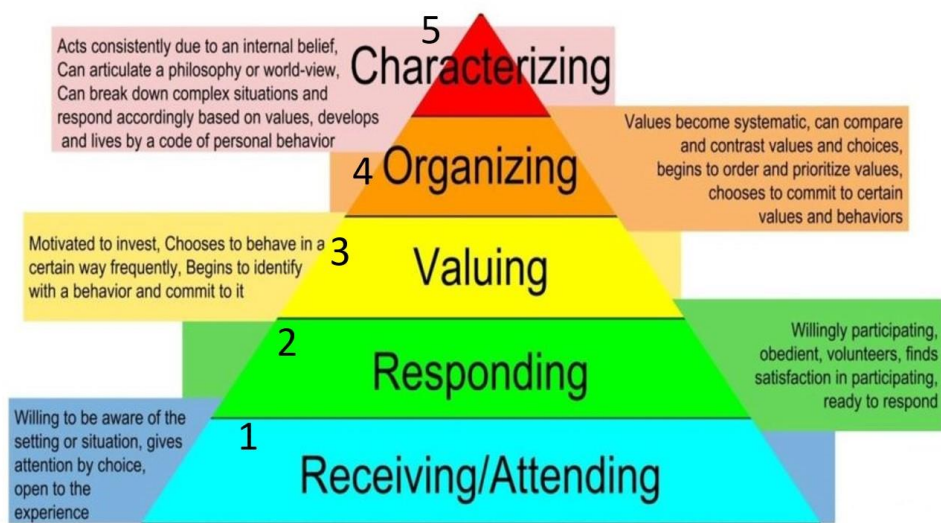 5
Characterizing
Acts consistently due to an internal belief,
Can articulate a philosophy or world-view,
Can break down complex situations and
respond accordingly based on values, develops
and lives by a code of personal behavior
4
Organizing
Values become systematic, can compare
and contrast values and choices,
begins to order and prioritize values,
chooses to commit to certain
values and behaviors
3
Valuing
Motivated to invest, Chooses to behave in a
certain way frequently, Begins to identify
with a behavior and commit to it
2
Responding
Willingly participating,
obedient, volunteers, finds
satisfaction in participating,
ready to respond
1
Receiving/Attending
Willing to be aware of the
setting or situation, gives
attention by choice,
open to the
experience